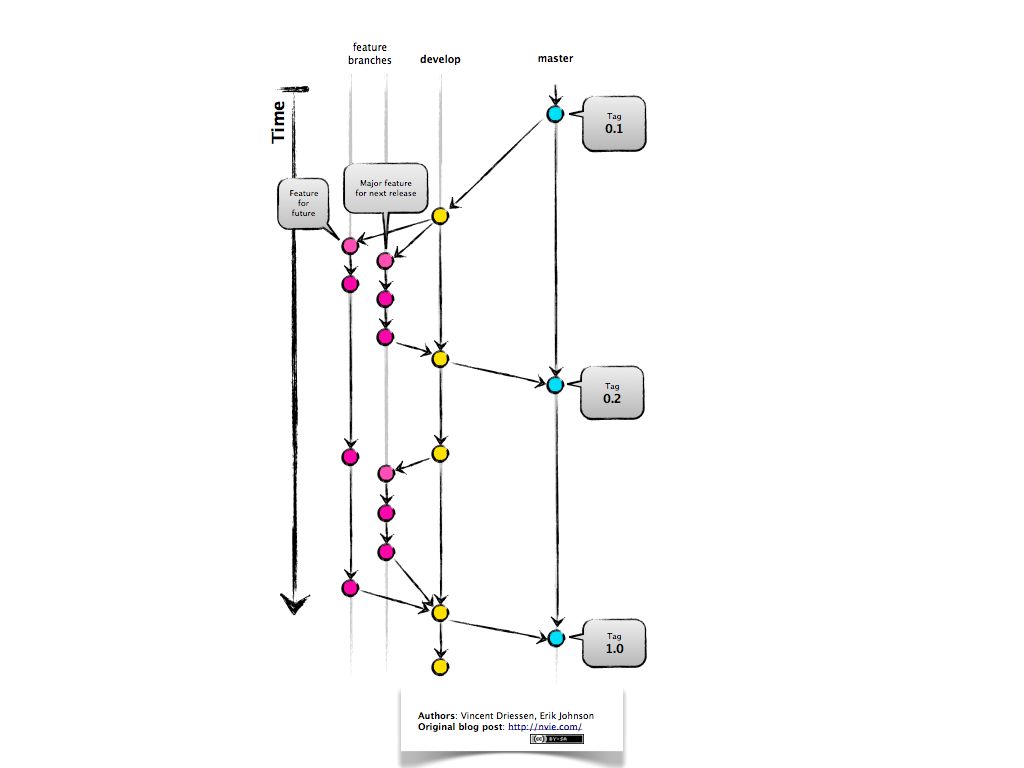 feature
branches
develop
master
Time
Tag
0.1
Feature
for
future
Major feature
for next release
Tag
0.2
Tag
1.0
Authors: Vincent Driessen, Erik Johnson
Original blog post: http://nvie.com/
cc BY-SA